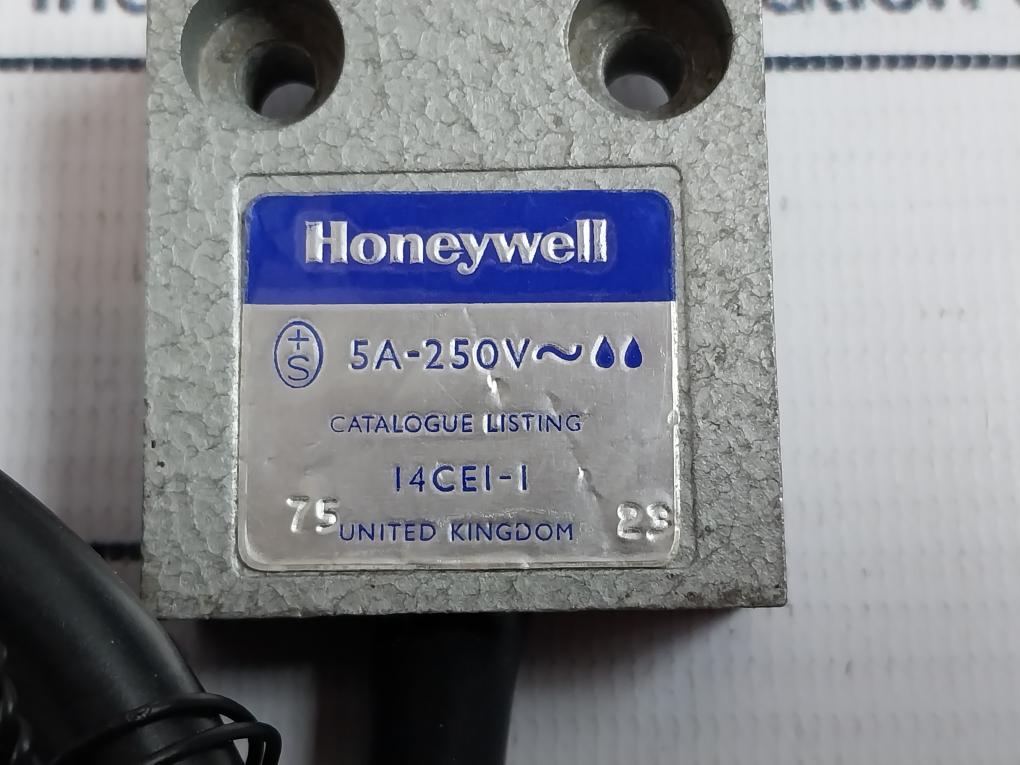 Honeywell
+S 5A-250V~
CATALOGUE LISTING
14CE1-1
75 UNITED KINGDOM 29